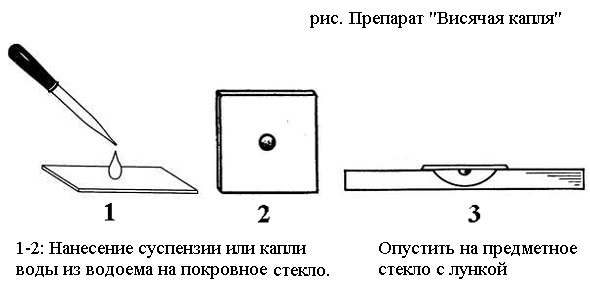 рис. Препарат "Висячая капля"
1
2
3
1-2: Нанесение суспензии или капли
воды из водоема на покровное стекло.
Опустить на предметное
стекло с лункой